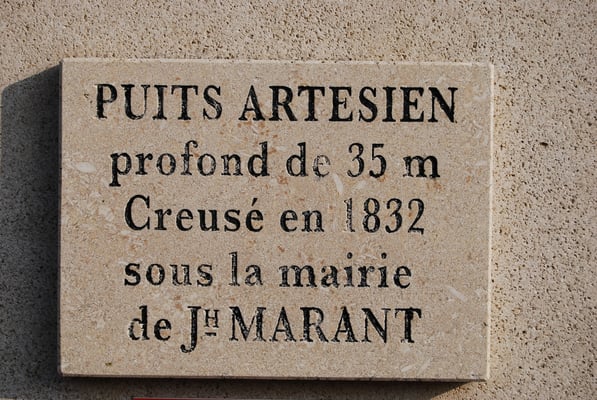 PUITS ARTESIEN
profond de 35 m
Creusé en 1832
sous la mairie
de Jᴴ MARANT